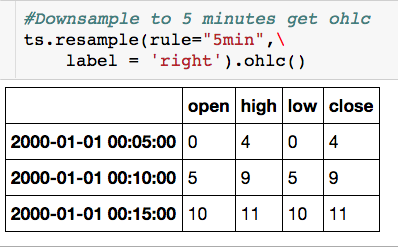 #Downsample to 5 minutes get ohlc
ts.resample(rule="5min",\
label = 'right').ohlc()
open high low close
2000-01-01 00:05:00 0 4 0 4
2000-01-01 00:10:00 5 9 5 9
2000-01-01 00:15:00 10 11 10 11